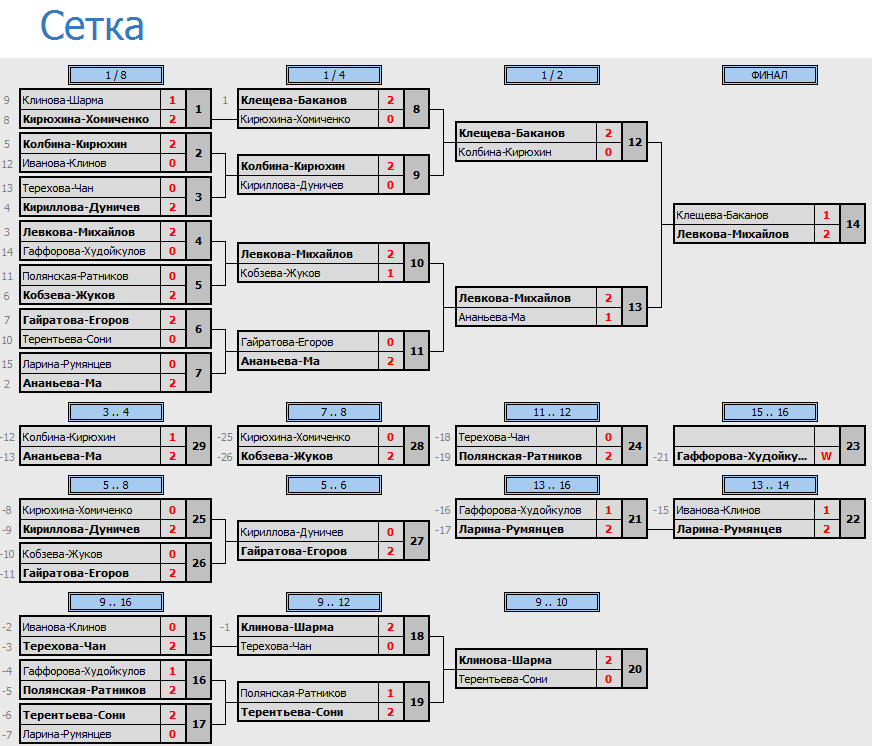 Сетка
1 / 8
1 / 4
1 / 2
ФИНАЛ
9 Клинова-Шарма 1
8 Кирюхина-Хомиченко 2
1
5 Колбина-Кирюхин 2
12 Иванова-Клинов 0
2
13 Терехова-Чан 0
4 Кириллова-Дуничев 2
3
3 Левкова-Михайлов 2
14 Гаффорова-Худойкулов 0
4
11 Полянская-Ратников 0
6 Кобзева-Жуков 2
5
7 Гайратова-Егоров 2
10 Терентьева-Сони 0
6
15 Ларина-Румянцев 0
2 Ананьева-Ма 2
7
1 Клещева-Баканов 2
Кирюхина-Хомиченко 0
8
Колбина-Кирюхин 2
Кириллова-Дуничев 0
9
Левкова-Михайлов 2
Кобзева-Жуков 1
10
Гайратова-Егоров 0
Ананьева-Ма 2
11
Клещева-Баканов 2
Колбина-Кирюхин 0
12
Левкова-Михайлов 2
Ананьева-Ма 1
13
Клещева-Баканов 1
Левкова-Михайлов 2
14
3 .. 4
7 .. 8
11 .. 12
15 .. 16
-12 Колбина-Кирюхин 1
-13 Ананьева-Ма 2
29
-25 Кирюхина-Хомиченко 0
-26 Кобзева-Жуков 2
28
-18 Терехова-Чан 0
-19 Полянская-Ратников 2
24
-21 Гаффорова-Худойку... W
23
5 .. 8
5 .. 6
13 .. 16
13 .. 14
-8 Кирюхина-Хомиченко 0
-9 Кириллова-Дуничев 2
25
-10 Кобзева-Жуков 0
-11 Гайратова-Егоров 2
26
Кириллова-Дуничев 0
Гайратова-Егоров 2
27
-16 Гаффорова-Худойкулов 1
-17 Ларина-Румянцев 2
21
-15 Иванова-Клинов 1
Ларина-Румянцев 2
22
9 .. 16
9 .. 12
9 .. 10
-2 Иванова-Клинов 0
-3 Терехова-Чан 2
15
-4 Гаффорова-Худойкулов 1
-5 Полянская-Ратников 2
16
-6 Терентьева-Сони 2
-7 Ларина-Румянцев 0
17
-1 Клинова-Шарма 2
Терехова-Чан 0
18
Полянская-Ратников 1
Терентьева-Сони 2
19
Клинова-Шарма 2
Терентьева-Сони 0
20